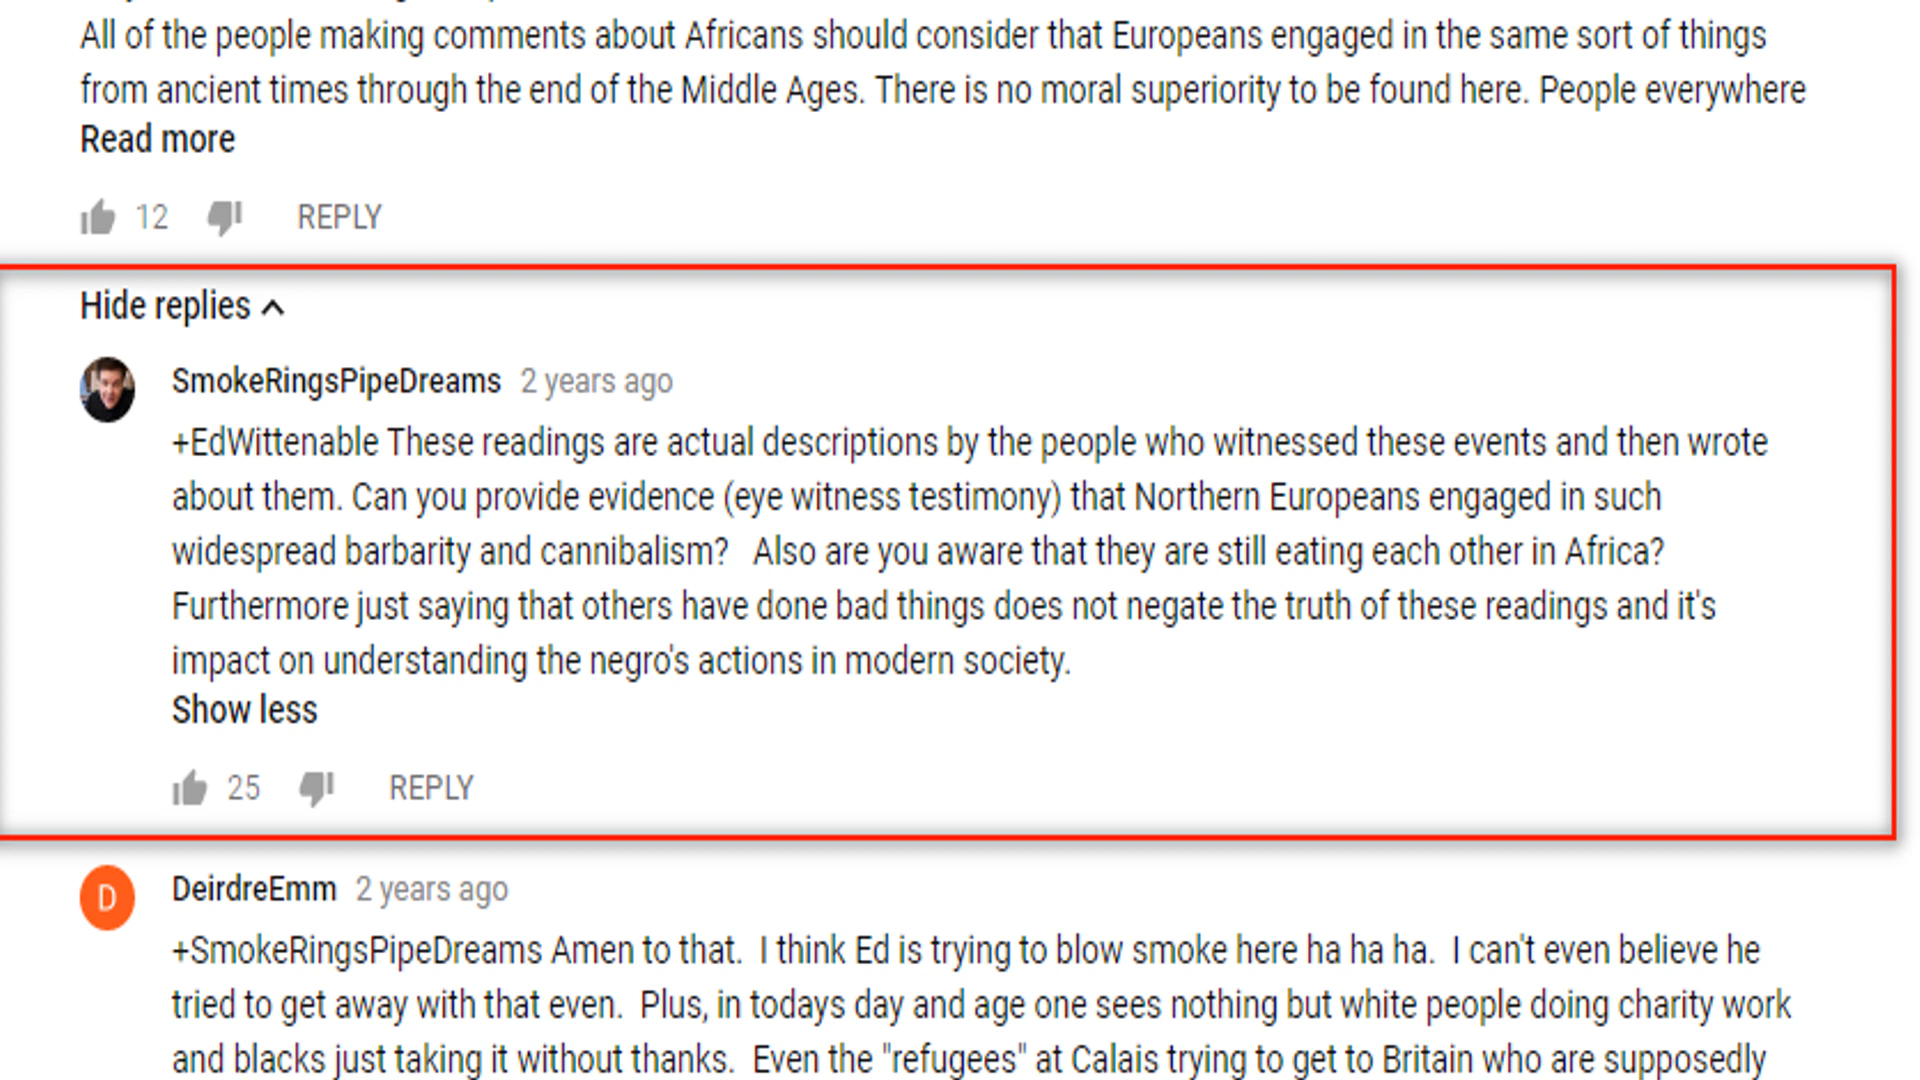 All of the people making comments about Africans should consider that Europeans engaged in the same sort of things
from ancient times through the end of the Middle Ages. There is no moral superiority to be found here. People everywhere
Read more
12 REPLY
Hide replies
SmokeRingsPipeDreams 2 years ago
+EdWittenable These readings are actual descriptions by the people who witnessed these events and then wrote
about them. Can you provide evidence (eye witness testimony) that Northern Europeans engaged in such
widespread barbarity and cannibalism?   Also are you aware that they are still eating each other in Africa?
Furthermore just saying that others have done bad things does not negate the truth of these readings and it's
impact on understanding the negro's actions in modern society.
Show less
25 REPLY
D
DeirdreEmm 2 years ago
+SmokeRingsPipeDreams Amen to that.  I think Ed is trying to blow smoke here ha ha ha.  I can't even believe he
tried to get away with that even.  Plus, in todays day and age one sees nothing but white people doing charity work
and blacks just taking it without thanks.  Even the "refugees" at Calais trying to get to Britain who are supposedly